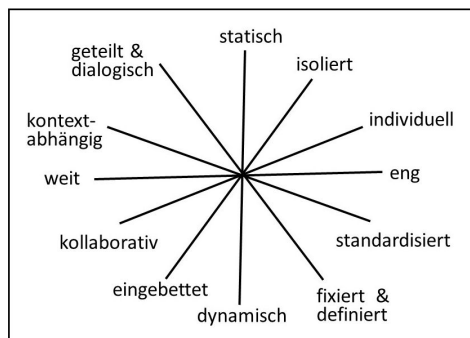 statisch
geteilt &
dialogisch
isoliert
kontext-
abhängig
individuell
weit
eng
kollaborativ
standardisiert
eingebettet
fixiert &
definiert
dynamisch